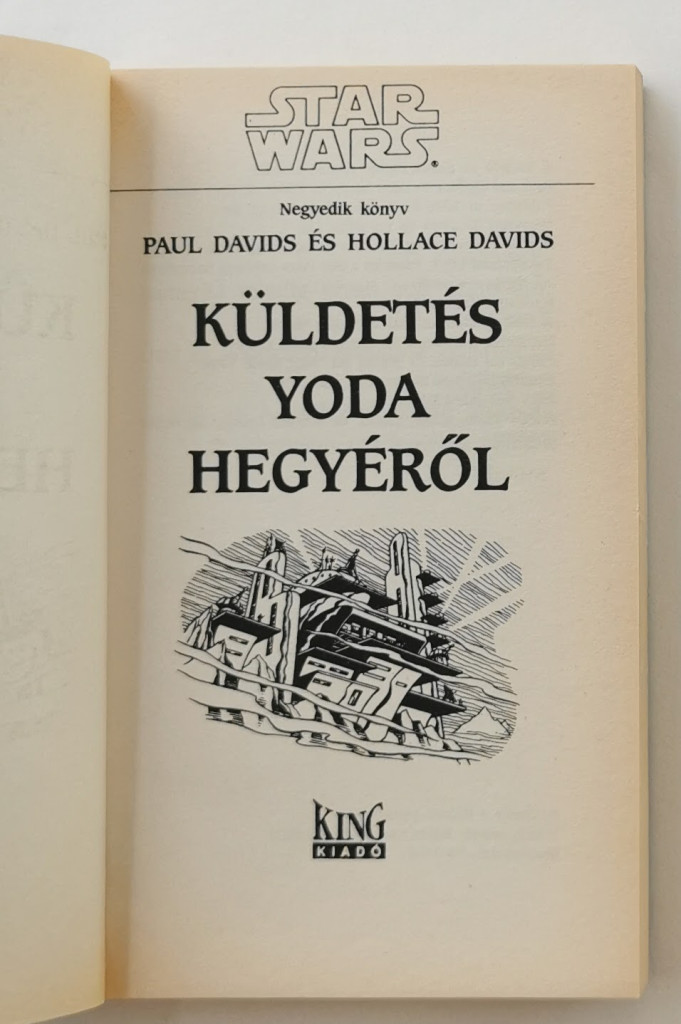 STAR
WARS®
Negyedik könyv
PAUL DAVIDS ÉS HOLLACE DAVIDS
KÜLDETÉS
YODA
HEGYÉRŐL
KING
KIADÓ